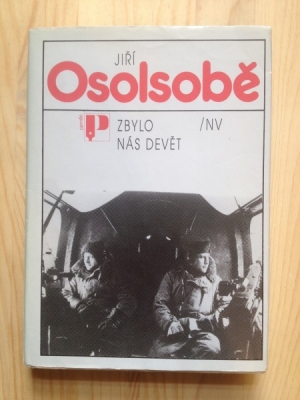 JIŘÍ
Osolsobě
P
ZBYLO /NV
NÁS DEVĚT